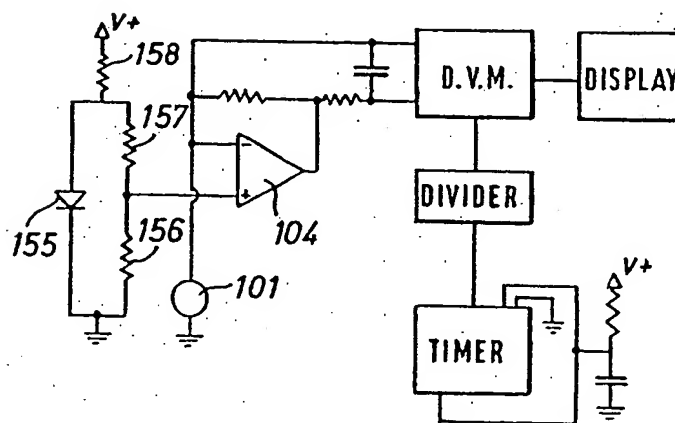 V+
158
157
155
156
101
-
+
104
D.V.M.
DISPLAY
DIVIDER
TIMER
V+